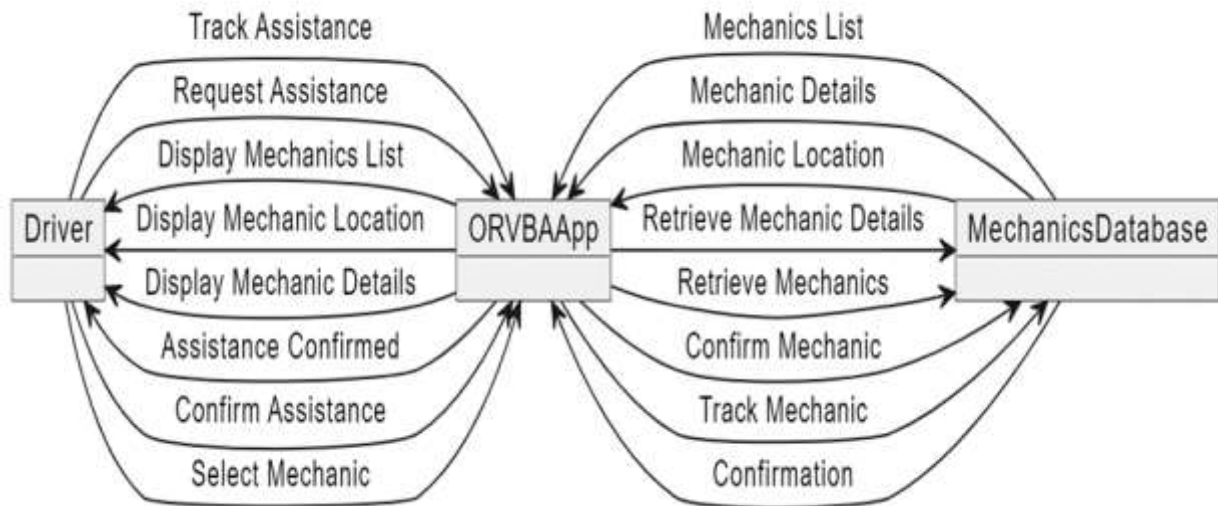 Track Assistance
Mechanics List
Request Assistance
Mechanic Details
Display Mechanics List
Mechanic Location
Driver
Display Mechanic Location
ORVBAApp
Retrieve Mechanic Details
MechanicsDatabase
Display Mechanic Details
Retrieve Mechanics
Assistance Confirmed
Confirm Mechanic
Confirm Assistance
Track Mechanic
Select Mechanic
Confirmation